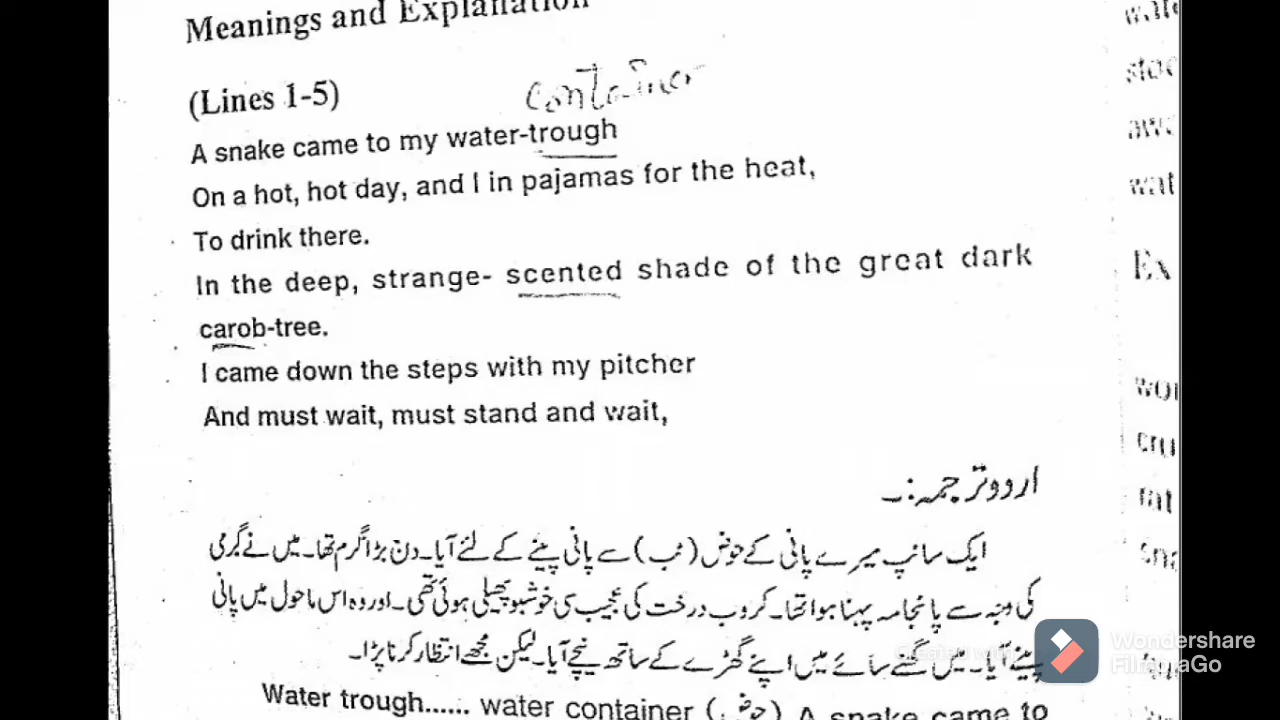 Meanings and Explanation
(Lines 1-5)
container
A snake came to my water-trough
On a hot, hot day, and I in pajamas for the heat,
To drink there.
In the deep, strange- scented shade of the great dark
carob-tree.
I came down the steps with my pitcher
And must wait, must stand and wait,
اردو ترجمہ:۔
ایک سانپ میرے پانی کے حوض (ٹب) سے پانی پینے کے لئے آیا۔ دن بڑا گرم تھا۔ میں نے گرمی
کی وجہ سے پانجامہ پہنا ہوا تھا۔ کروب درخت کی عجیب سی خوشبو پھیلی ہوئی تھی۔ اور وہ اس ماحول میں پانی
پینے آیا۔ میں گھنے سائے میں اپنے گھڑے کے ساتھ نیچے آیا۔ لیکن مجھے انتظار کرنا پڑا۔
Water trough...... water container (حوض) A snake came to
Wondershare